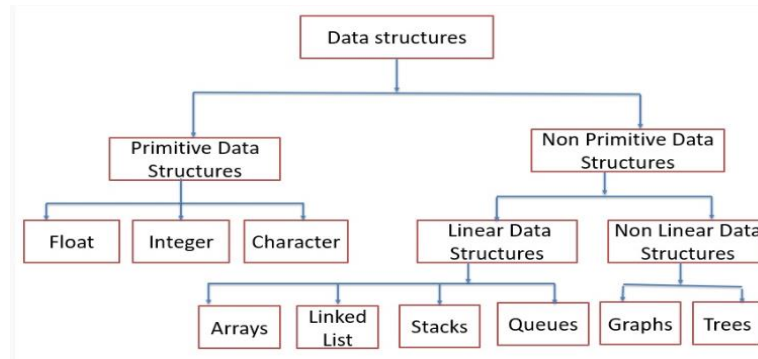 Data structures
Primitive Data
Structures
Non Primitive Data
Structures
Float
Integer
Character
Linear Data
Structures
Non Linear Data
Structures
Arrays
Linked
List
Stacks
Queues
Graphs
Trees